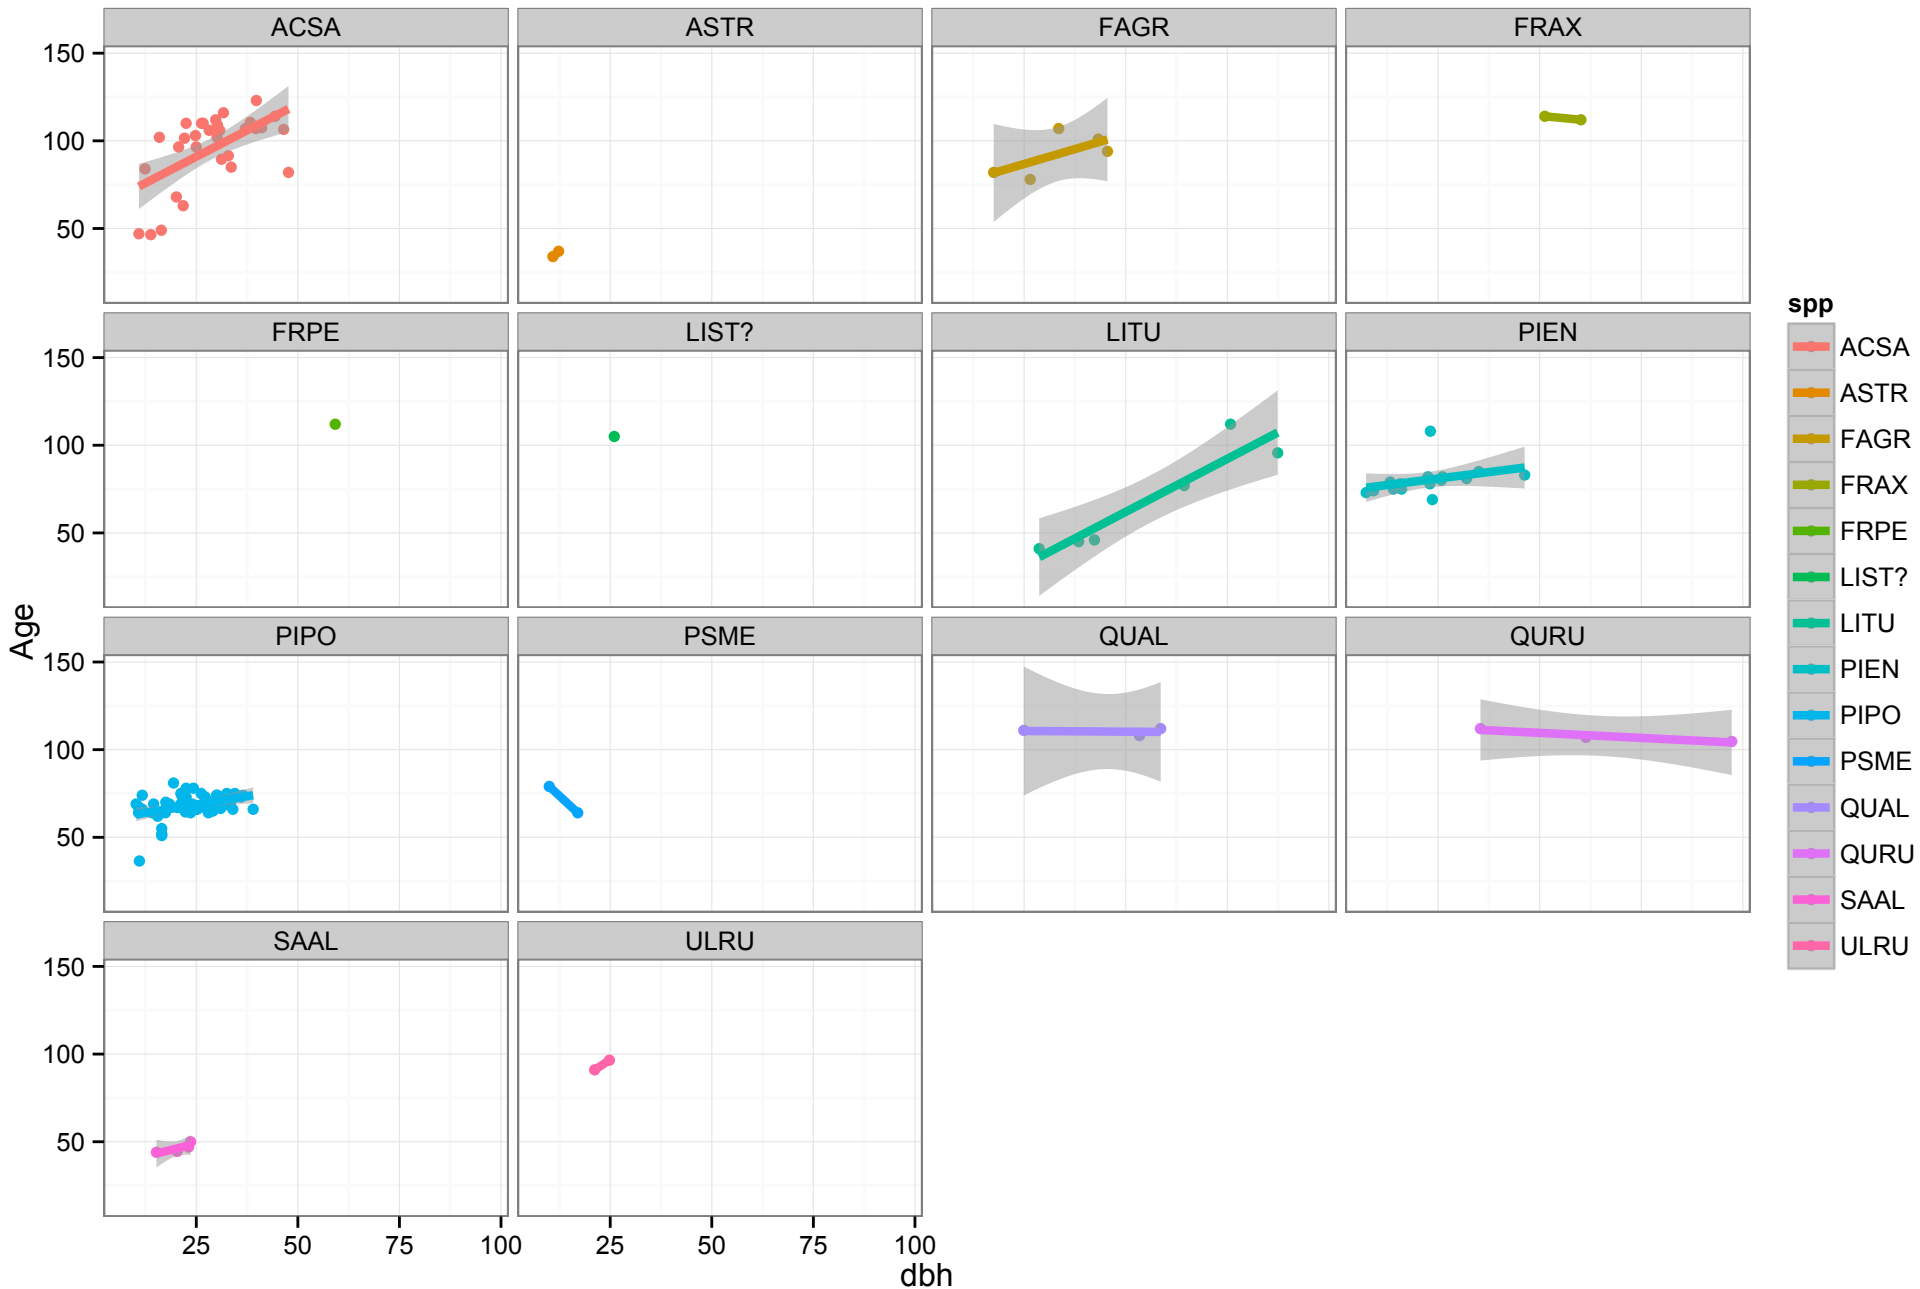 ACSA ASTR FAGR FRAX
150
100
50
FRPE LIST? LITU PIEN
150
100
50
PIPO PSME QUAL QURU
150
100
50
SAAL ULRU
150
100
50
25 50 75 100 25 50 75 100
dbh
Age
spp
ACSA
ASTR
FAGR
FRAX
FRPE
LIST?
LITU
PIEN
PIPO
PSME
QUAL
QURU
SAAL
ULRU